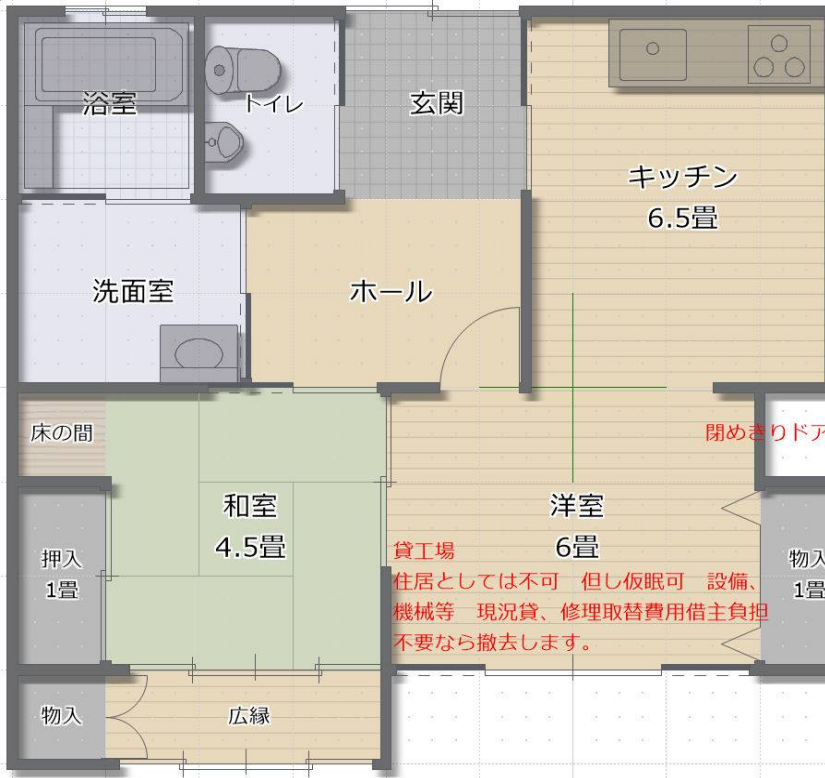 浴室
トイレ
玄関
キッチン
6.5畳
洗面室
ホール
床の間
閉めきりドア
和室
4.5畳
洋室
6畳
押入
1畳
物入
1畳
貸工場
住居としては不可　但し仮眠可　設備、
機械等　現況貸、修理取替費用借主負担
不要なら撤去します。
物入
広縁